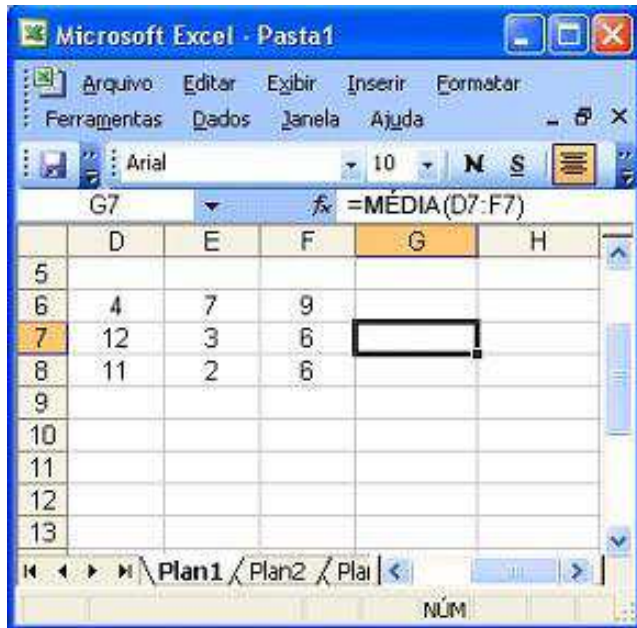 Microsoft Excel - Pasta1
Arquivo Editar Exibir Inserir Formatar
Ferramentas Dados Janela Ajuda
Arial 10 N S
G7 fx =MÉDIA(D7:F7)
D E F G H
5
6 4 7 9
7 12 3 6
8 11 2 6
9
10
11
12
13
Plan1 Plan2
NÚM